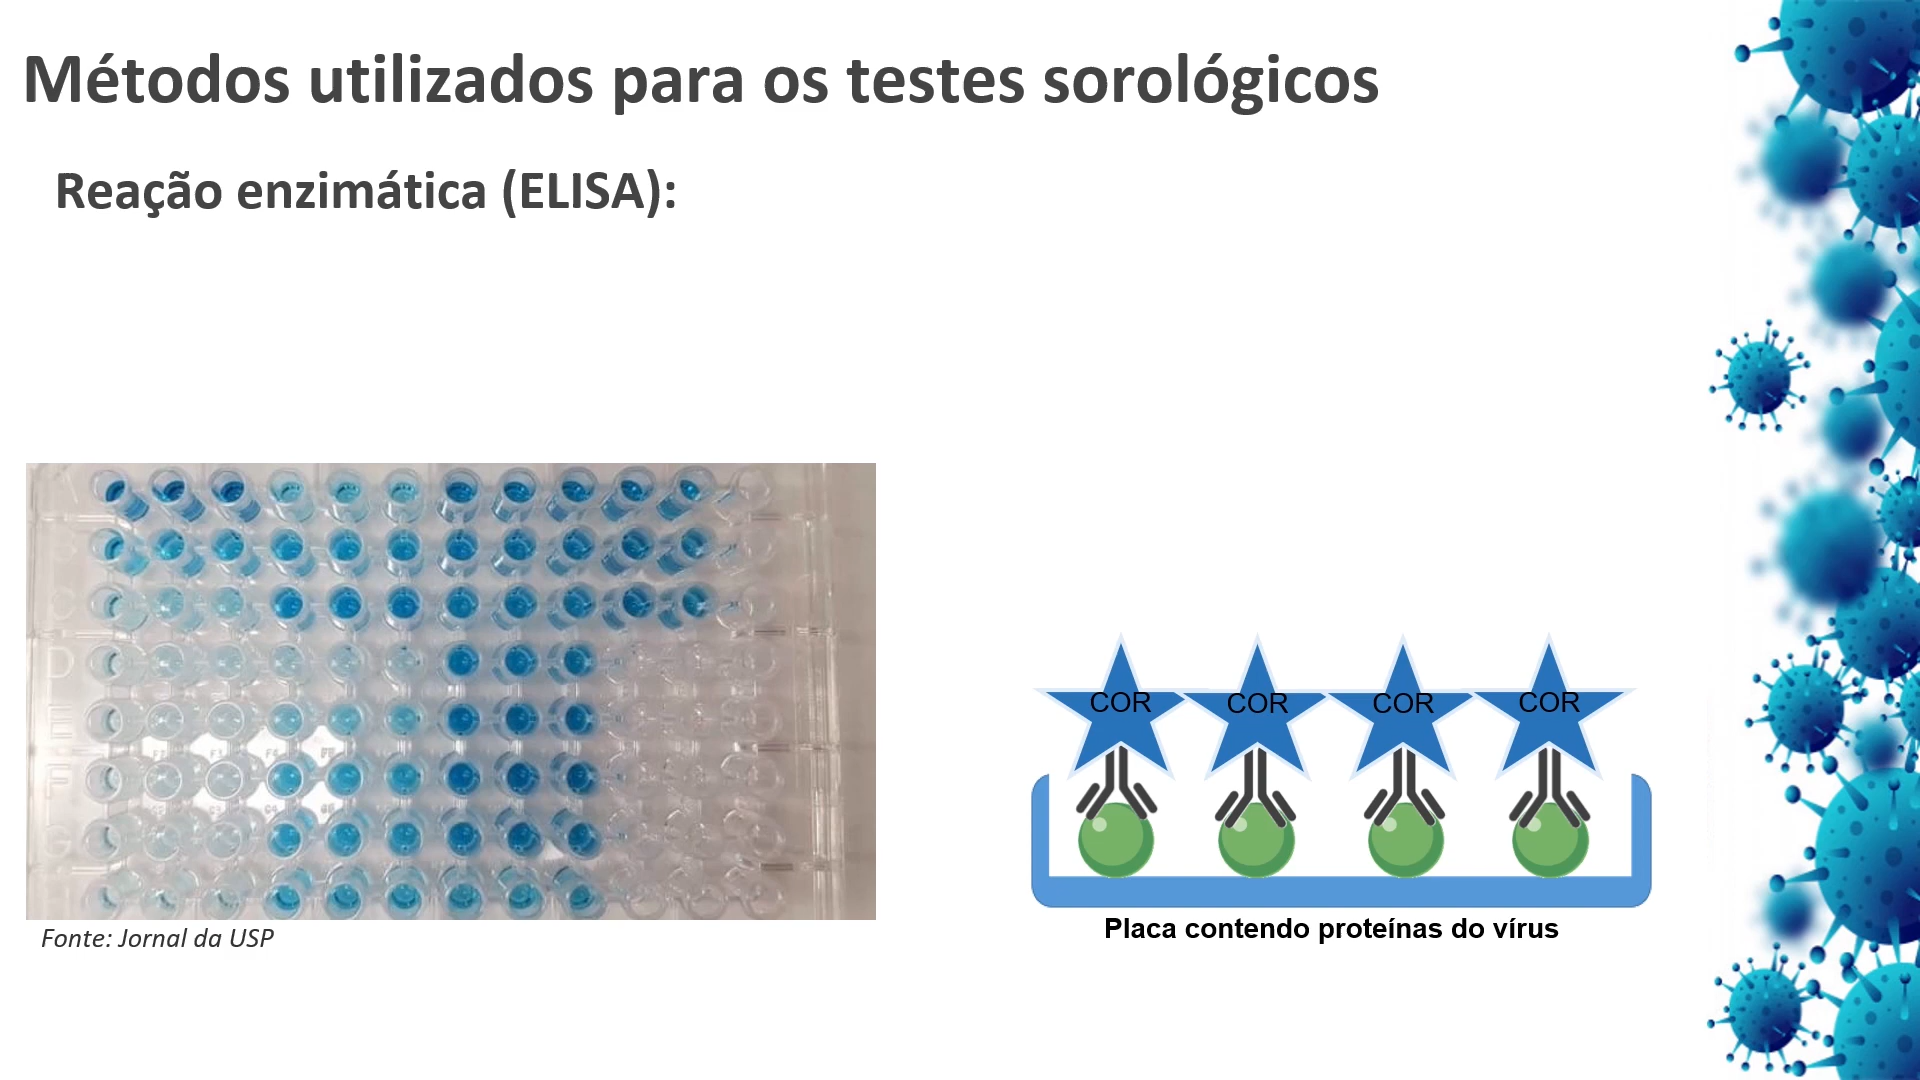 Métodos utilizados para os testes sorológicos
Reação enzimática (ELISA):
C
D
E
F
G
COR COR COR COR
Fonte: Jornal da USP
Placa contendo proteínas do vírus